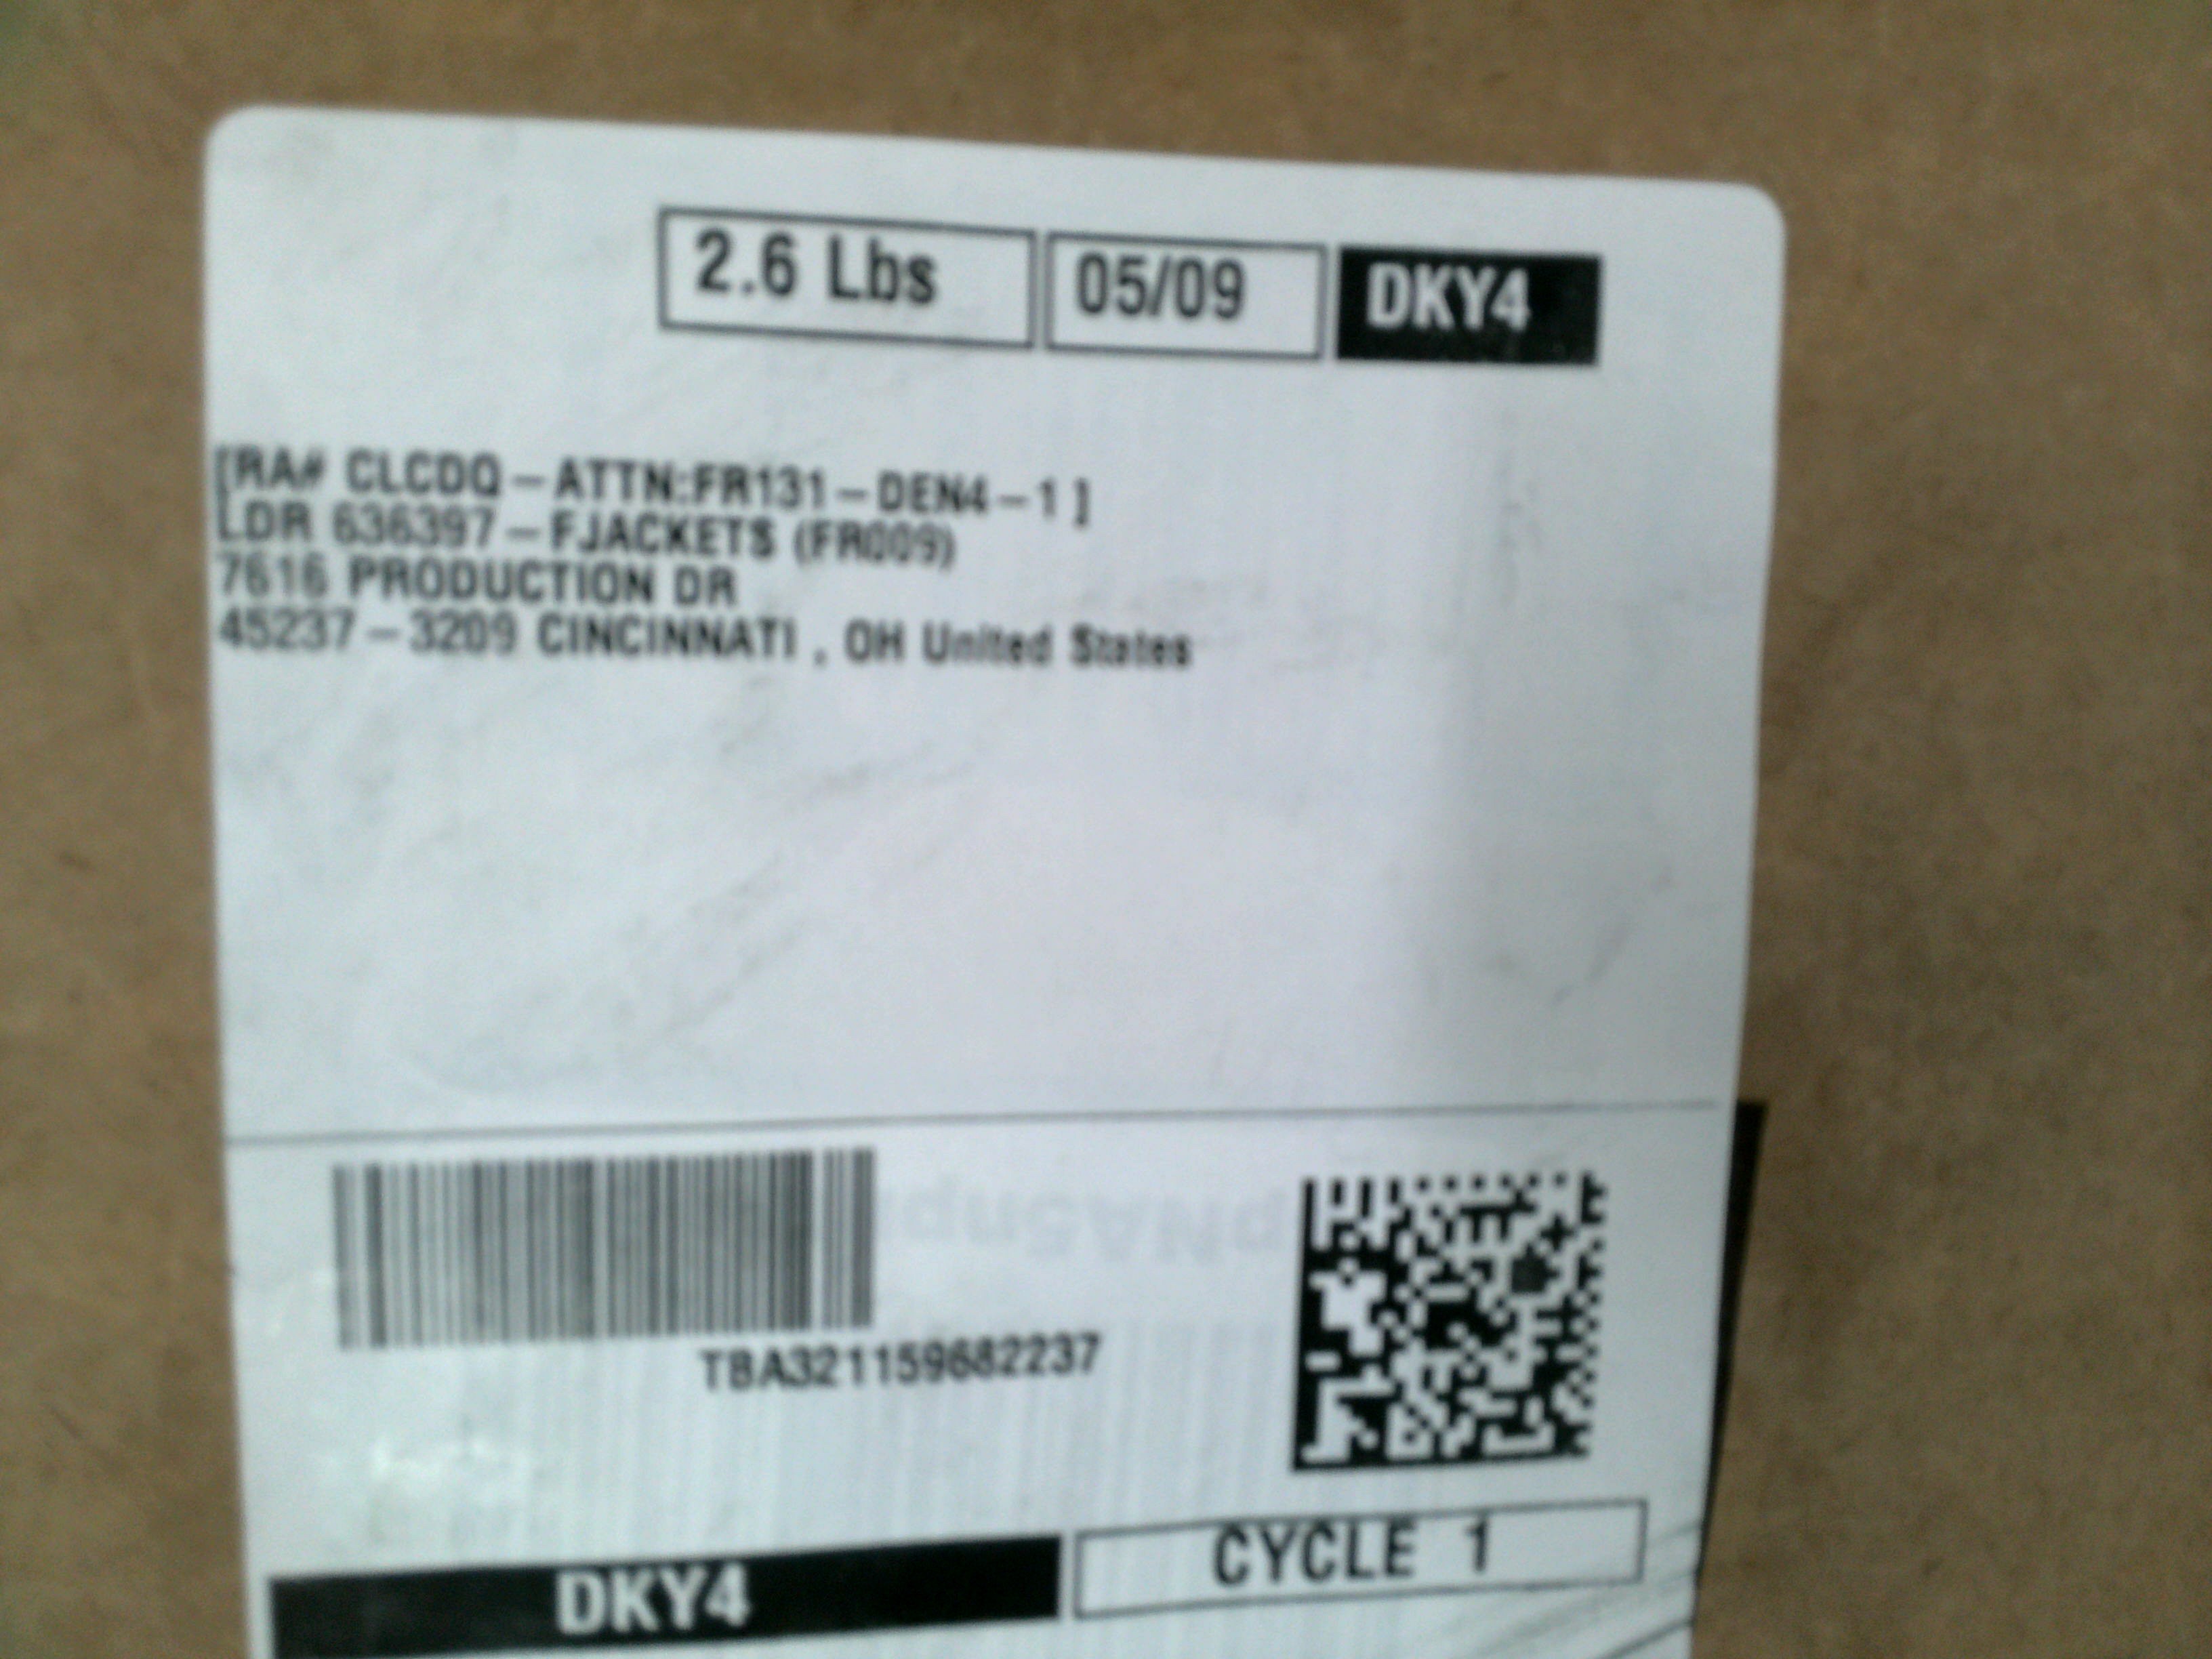 2.6 Lbs 05/09 DKY4
[RA# CLCDQ-ATTN:FR131-DEN4-1 ]
LDR 636397-FJACKETS (FR009)
7616 PRODUCTION DR
45237-3209 CINCINNATI , OH United States
TBA321159682237
DKY4 CYCLE 1